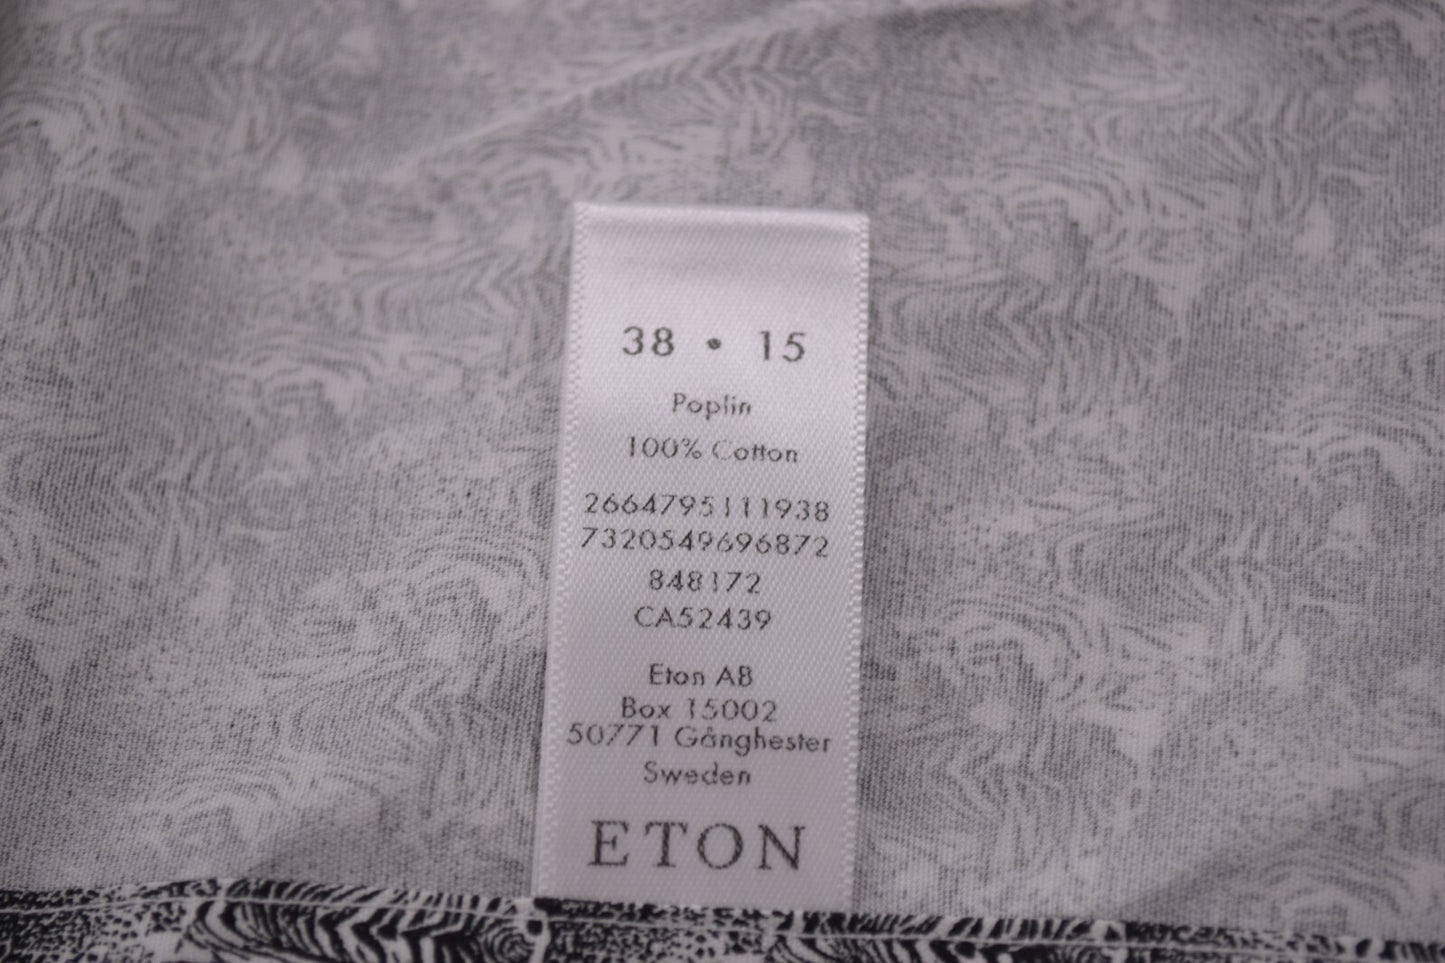 38 • 15
Poplin
100% Cotton
2664795111938
7320549696872
848172
CA52439
Eton AB
Box 15002
50771 Gånghester
Sweden
ETON